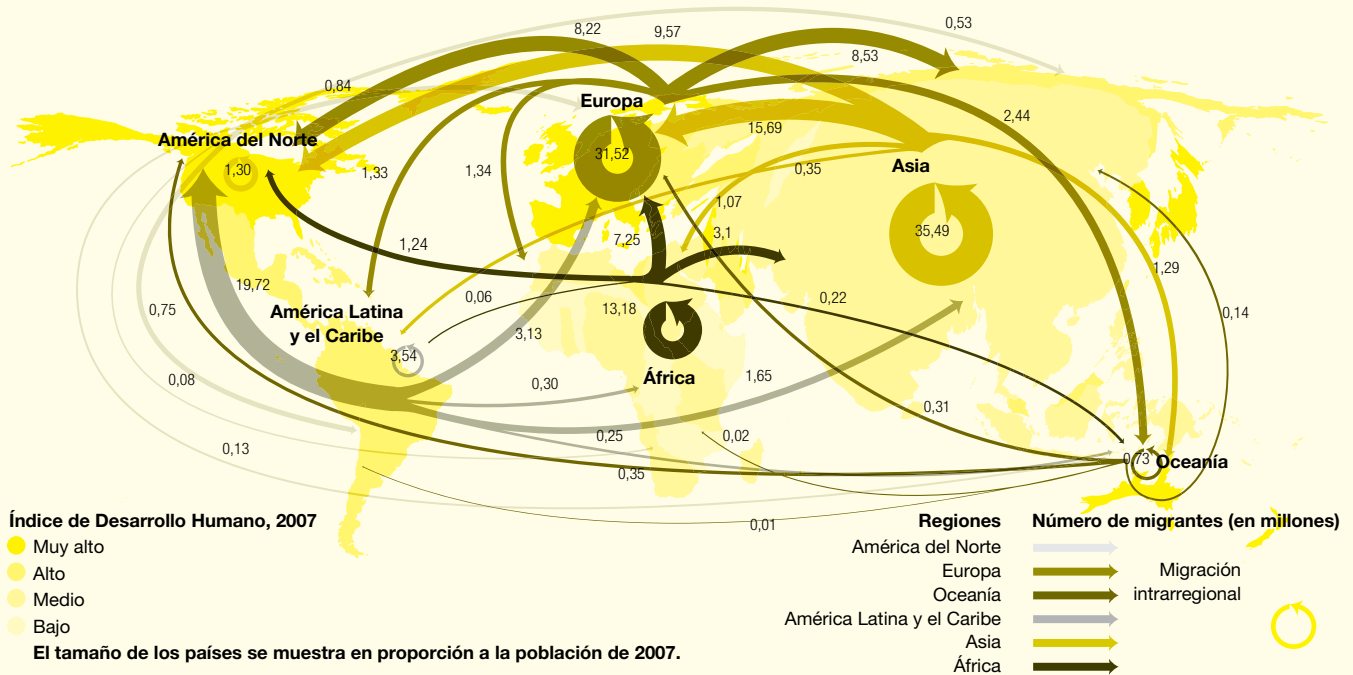 8,22
9,57
0,53
0,84
8,53
Europa
2,44
América del Norte
15,69
31,52
1,30
1,33
1,34
0,35
Asia
1,07
7,25
3,1
35,49
1,24
1,29
19,72
0,06
0,22
0,75
América Latina
y el Caribe
3,13
13,18
0,14
3,54
África
0,08
0,30
1,65
0,31
0,13
0,25
0,02
0,35
0,73
Oceanía
0,01
Índice de Desarrollo Humano, 2007
Muy alto
Alto
Medio
Bajo
El tamaño de los países se muestra en proporción a la población de 2007.
Regiones
Número de migrantes (en millones)
América del Norte
Europa
Oceanía
América Latina y el Caribe
Asia
África
Migración
intrarregional